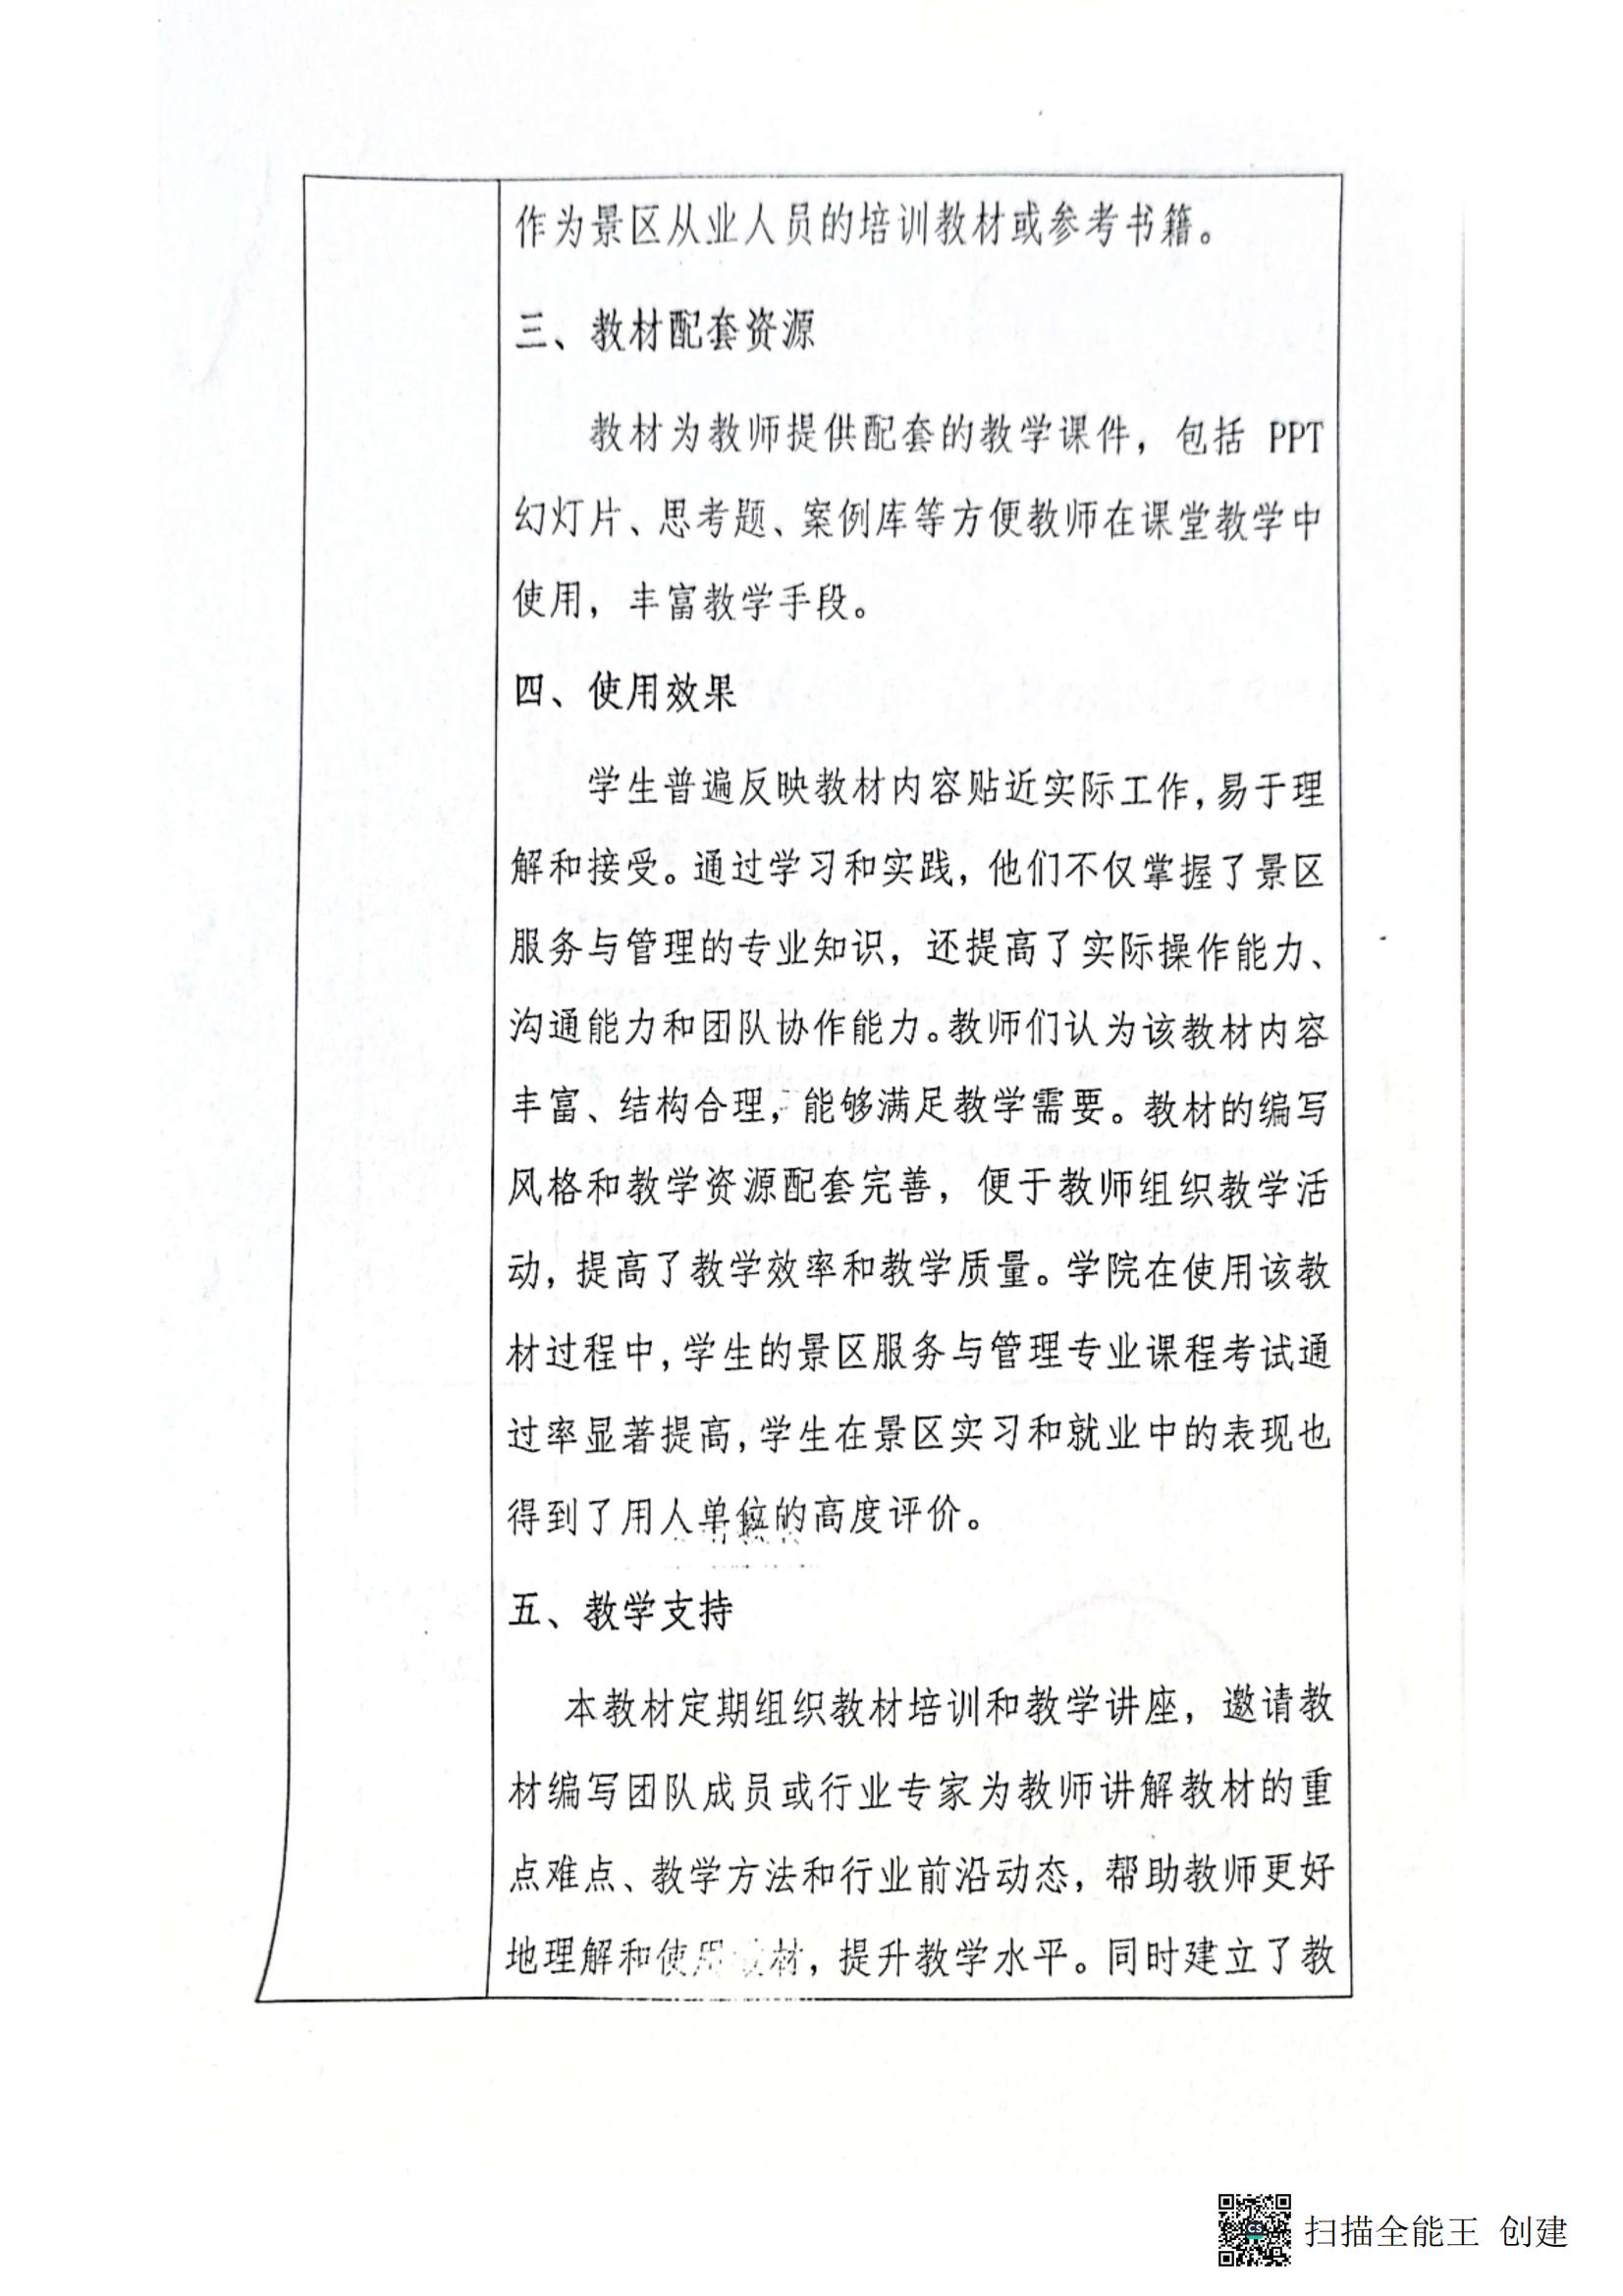 作为景区从业人员的培训教材或参考书籍。
三、教材配套资源
教材为教师提供配套的教学课件，包括 PPT
幻灯片、思考题、案例库等方便教师在课堂教学中
使用，丰富教学手段。
四、使用效果
学生普遍反映教材内容贴近实际工作，易于理
解和接受。通过学习和实践，他们不仅掌握了景区
服务与管理的专业知识，还提高了实际操作能力、
沟通能力和团队协作能力。教师们认为该教材内容
丰富、结构合理，能够满足教学需要。教材的编写
风格和教学资源配套完善，便于教师组织教学活
动，提高了教学效率和教学质量。学院在使用该教
材过程中，学生的景区服务与管理专业课程考试通
过率显著提高，学生在景区实习和就业中的表现也
得到了用人单位的高度评价。
五、教学支持
本教材定期组织教材培训和教学讲座，邀请教
材编写团队成员或行业专家为教师讲解教材的重
点难点、教学方法和行业前沿动态，帮助教师更好
地理解和使用教材，提升教学水平。同时建立了教
扫描全能王 创建